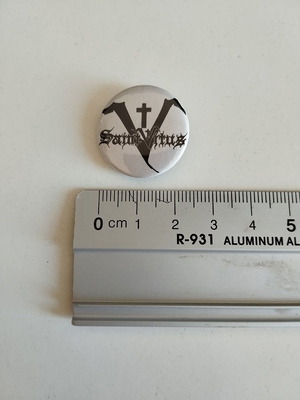 Saint Vitus
0 cm 1 2 3 4 5
R-931 ALUMINUM AL